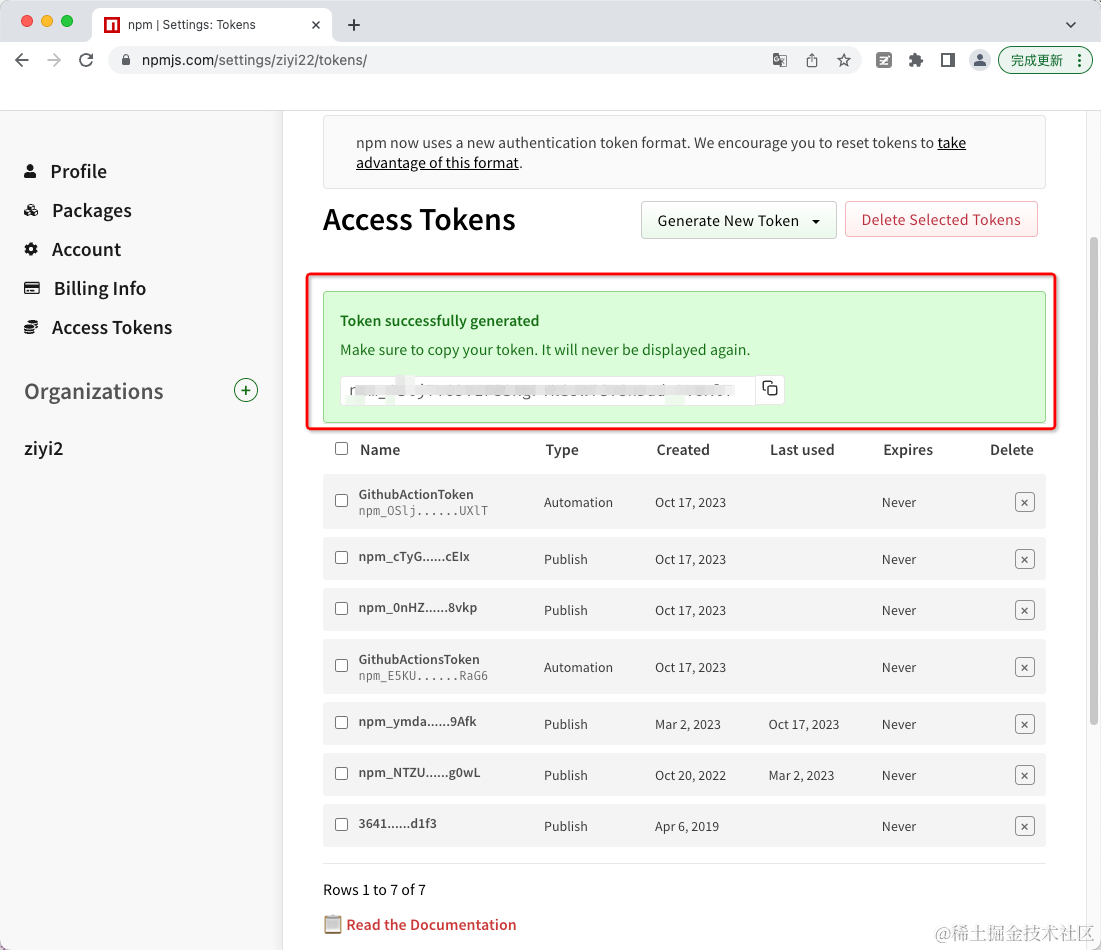 npm | Settings: Tokens
npmjs.com/settings/ziyi22/tokens/
完成更新
npm now uses a new authentication token format. We encourage you to reset tokens to take
advantage of this format.
Profile
Packages
Account
Billing Info
Access Tokens
Organizations
ziyi2
Access Tokens
Generate New Token
Delete Selected Tokens
Token successfully generated
Make sure to copy your token. It will never be displayed again.
Name Type Created Last used Expires Delete
GithubActionToken
npm_OSlj......UXlT Automation Oct 17, 2023 Never
npm_cTyG......cEIx Publish Oct 17, 2023 Never
npm_0nHZ......8vkp Publish Oct 17, 2023 Never
GithubActionsToken
npm_E5KU......RaG6 Automation Oct 17, 2023 Never
npm_ymda......9Afk Publish Mar 2, 2023 Oct 17, 2023 Never
npm_NTZU......g0wL Publish Oct 20, 2022 Mar 2, 2023 Never
3641......d1f3 Publish Apr 6, 2019 Never
Rows 1 to 7 of 7
Read the Documentation
@稀土掘金技术社区